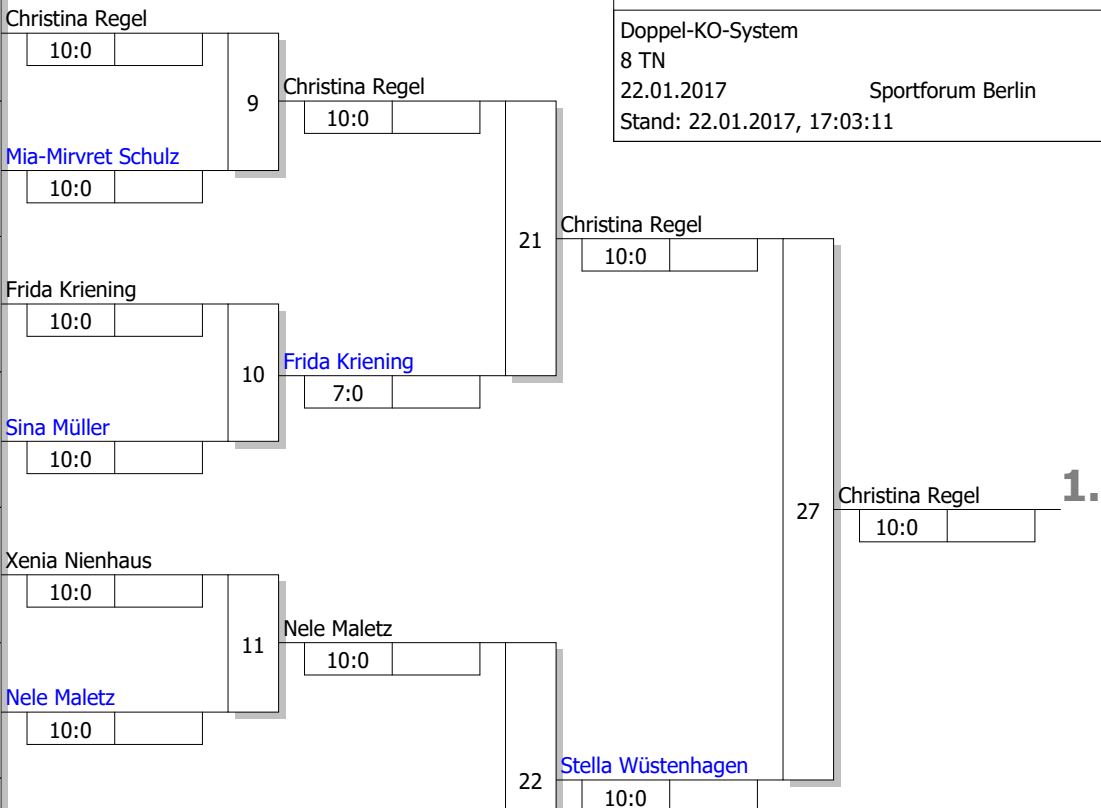 Doppel-KO-System
8 TN
22.01.2017 Sportforum Berlin
Stand: 22.01.2017, 17:03:11
Christina Regel
10:0
9
Mia-Mirvret Schulz
10:0
Christina Regel
10:0
21
Frida Kriening
10:0
10
Sina Müller
10:0
Frida Kriening
7:0
Christina Regel
10:0
27
Christina Regel
10:0
1.
Xenia Nienhaus
10:0
11
Nele Maletz
10:0
Nele Maletz
10:0
22
Stella Wüstenhagen
10:0